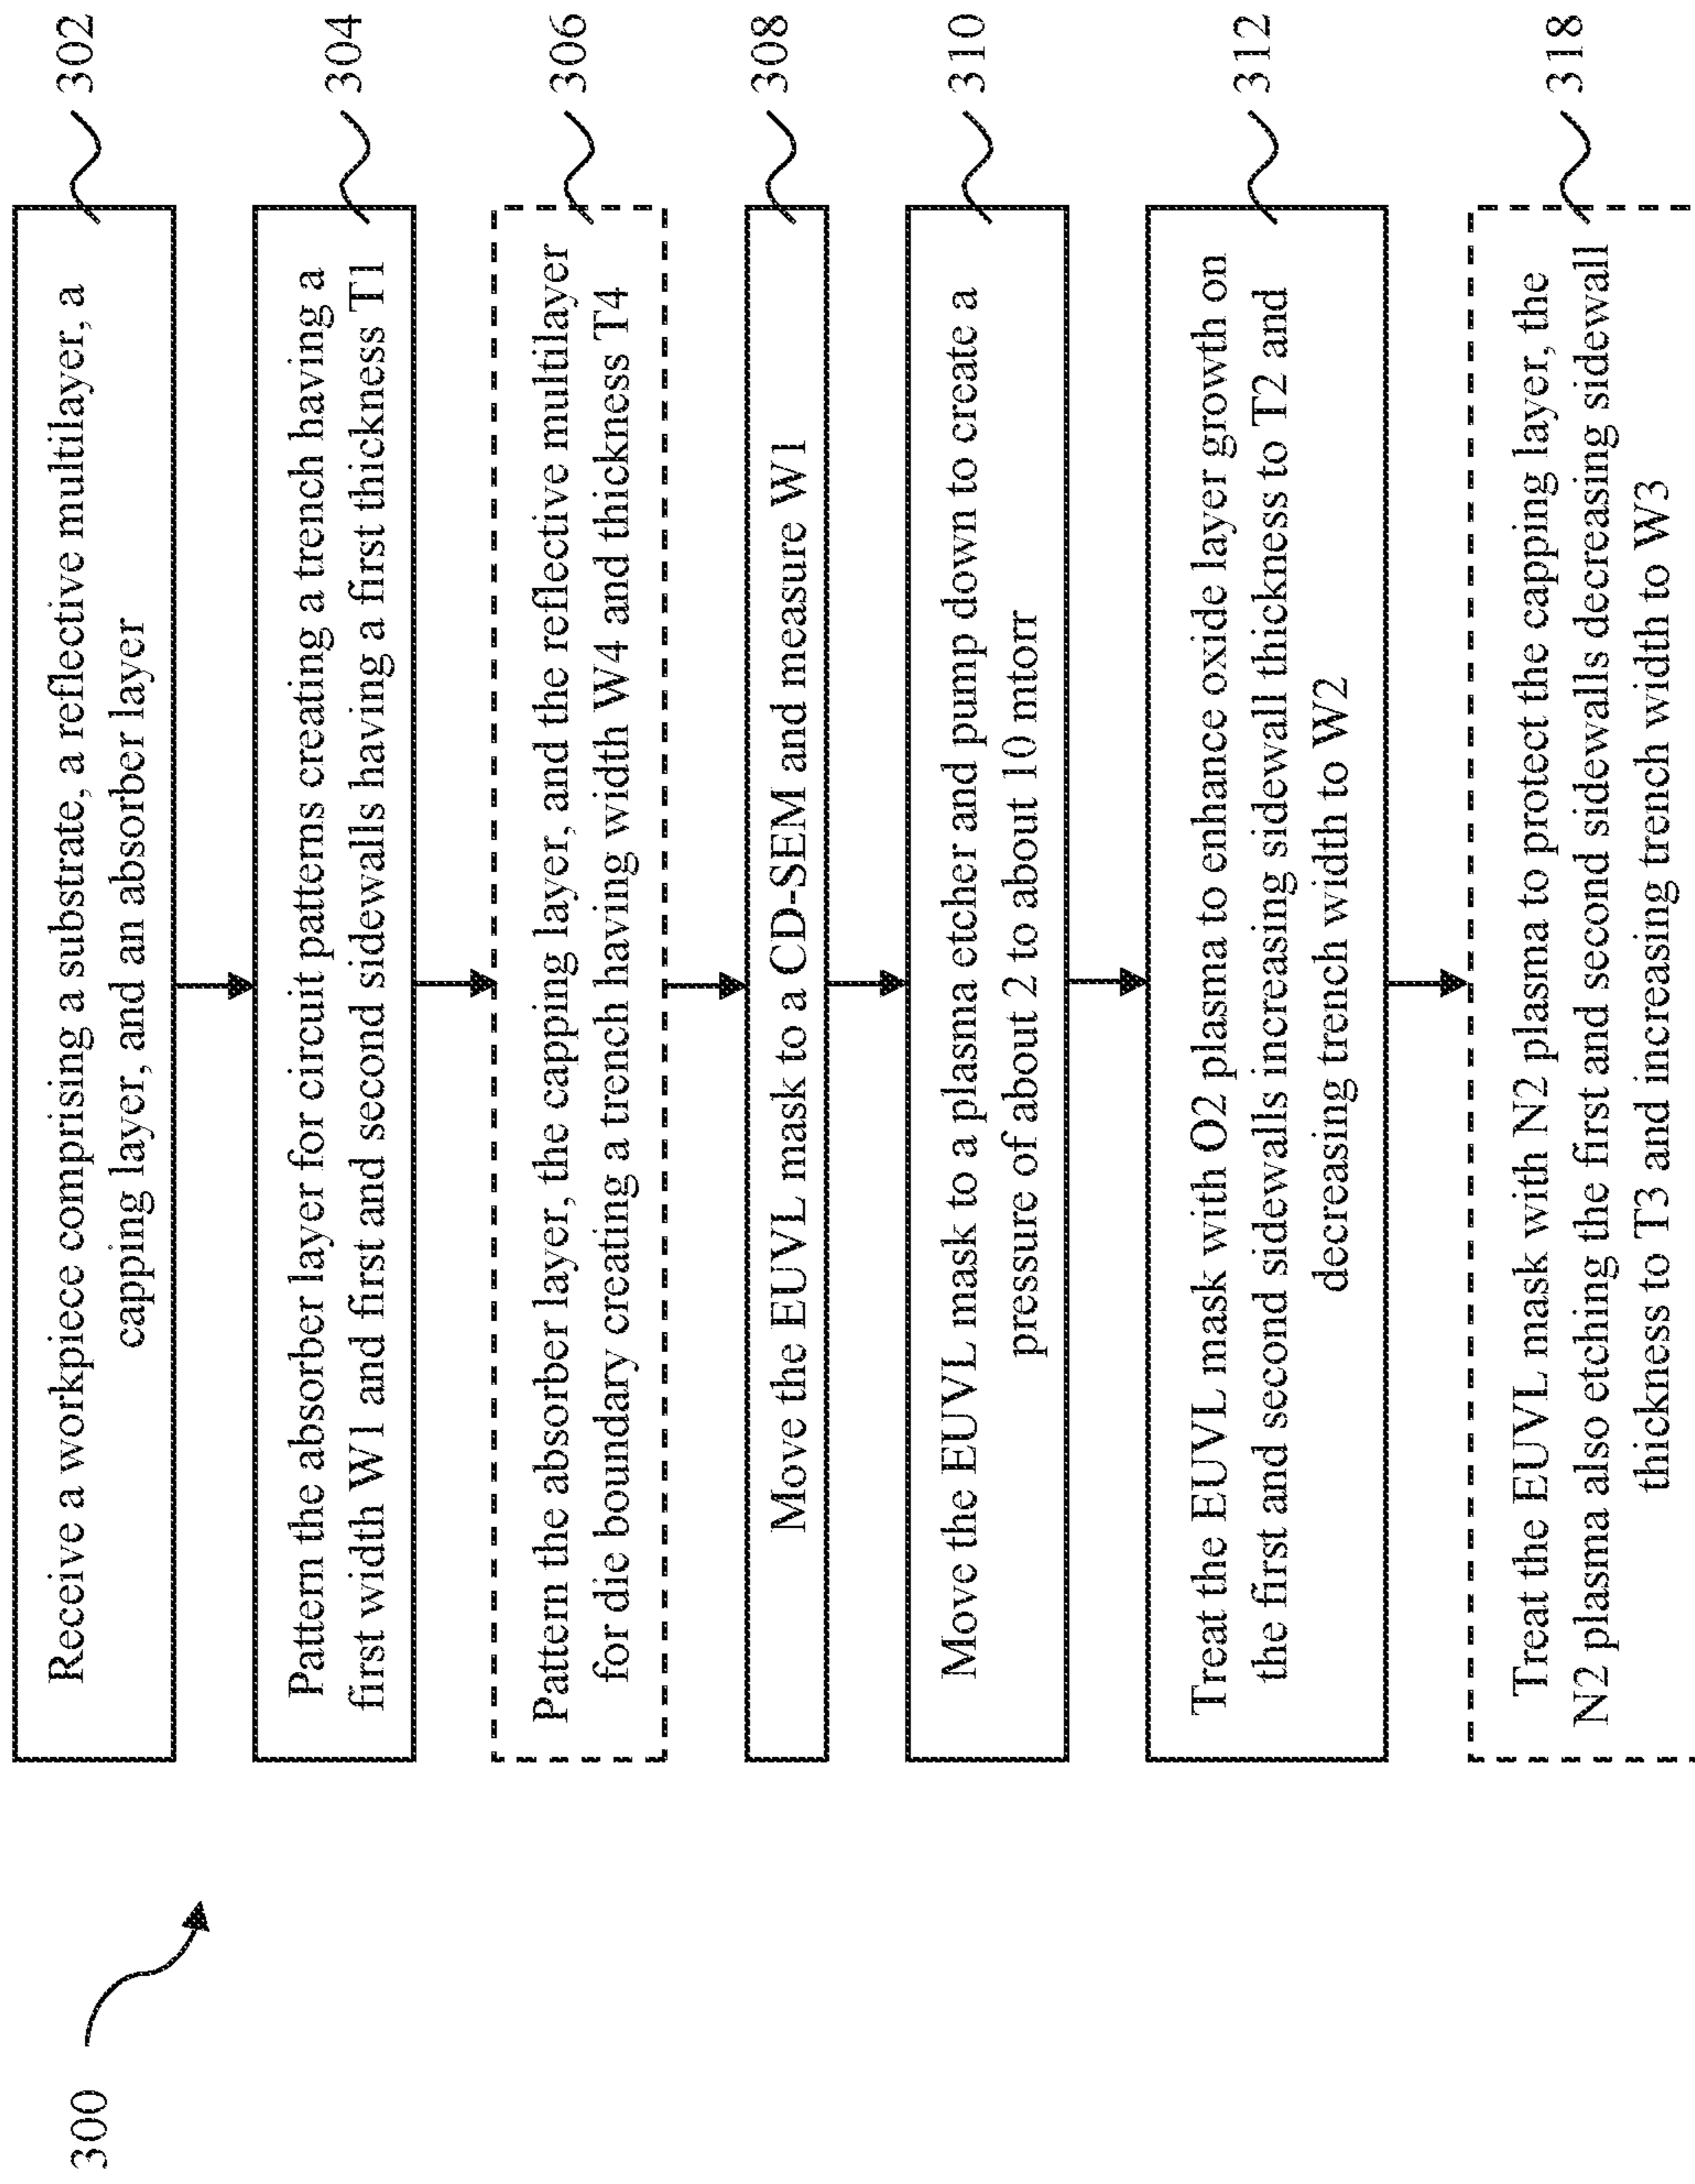 300
Receive a workpiece comprising a substrate, a reflective multilayer, a
capping layer, and an absorber layer
302
Pattern the absorber layer for circuit patterns creating a trench having a
first width W1 and first and second sidewalls having a first thickness T1
304
Pattern the absorber layer, the capping layer, and the reflective multilayer
for die boundary creating a trench having width W4 and thickness T4
306
Move the EUVL mask to a CD-SEM and measure W1
308
Move the EUVL mask to a plasma etcher and pump down to create a
pressure of about 2 to about 10 mtorr
310
Treat the EUVL mask with O2 plasma to enhance oxide layer growth on
the first and second sidewalls increasing sidewall thickness to T2 and
decreasing trench width to W2
312
Treat the EUVL mask with N2 plasma to protect the capping layer, the
N2 plasma also etching the first and second sidewalls decreasing sidewall
thickness to T3 and increasing trench width to W3
318